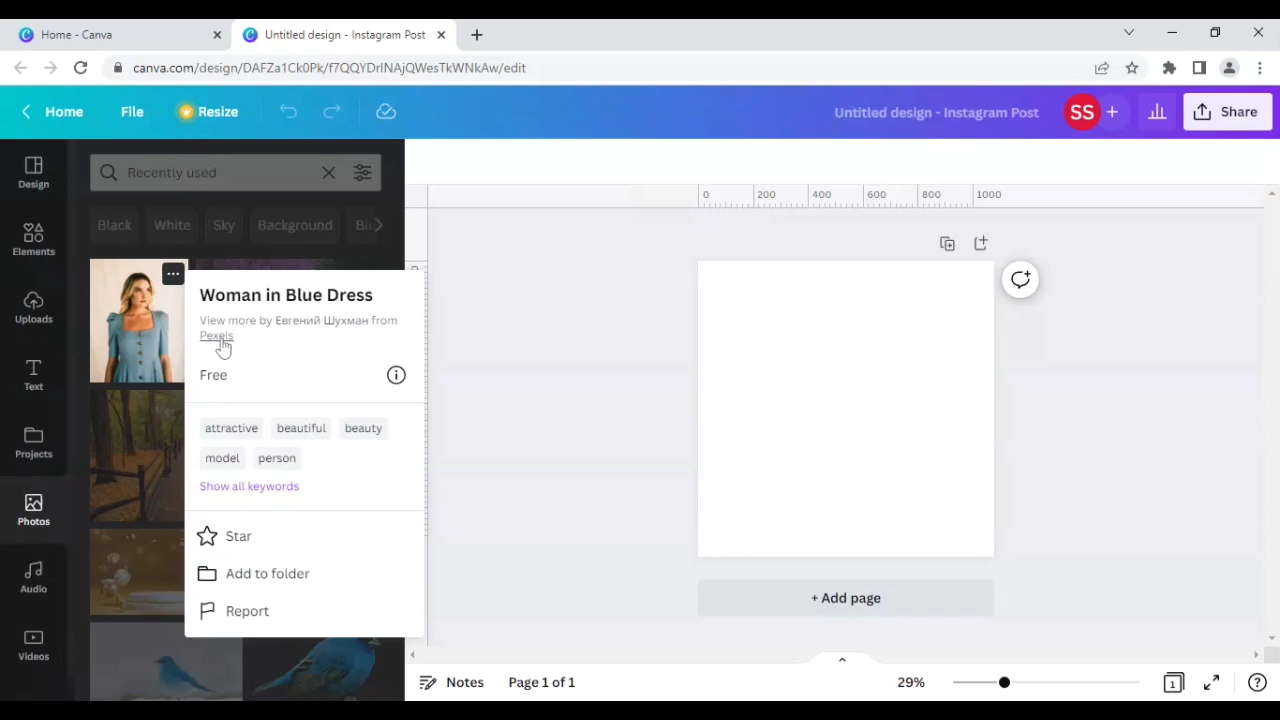 Home - Canva
Untitled design - Instagram Post
canva.com/design/DAFZa1Ck0Pk/f7QQYDrINAjQWesTkWNkAw/edit
Home
File
Resize
Untitled design - Instagram Post
SS
Share
Design
Elements
Uploads
Text
Projects
Photos
Audio
Videos
Recently used
Black
White
Sky
Background
Woman in Blue Dress
View more by Евгений Шухман from
Pexels
Free
attractive
beautiful
beauty
model
person
Show all keywords
Star
Add to folder
Report
0
200
400
600
800
1000
+ Add page
Notes
Page 1 of 1
29%
1